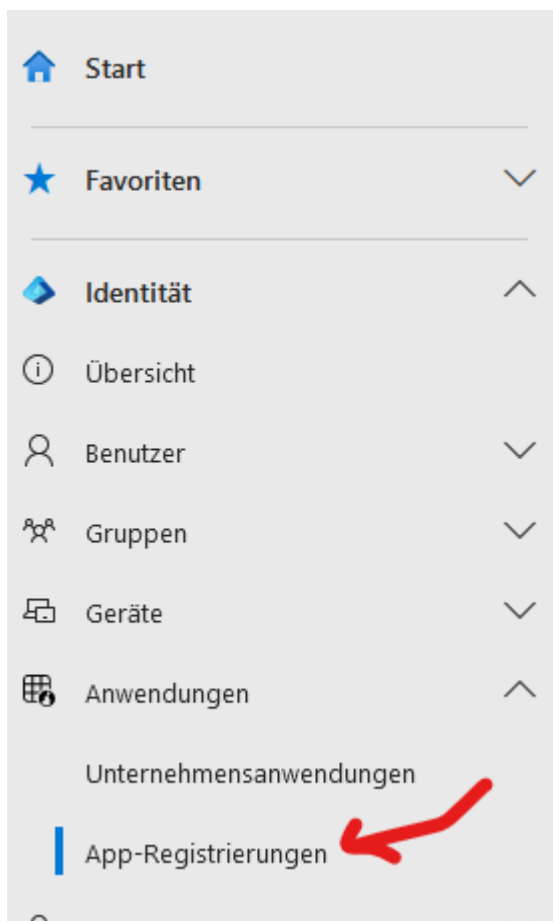 Start
Favoriten
Identität
Übersicht
Benutzer
Gruppen
Geräte
Anwendungen
Unternehmensanwendungen
App-Registrierungen